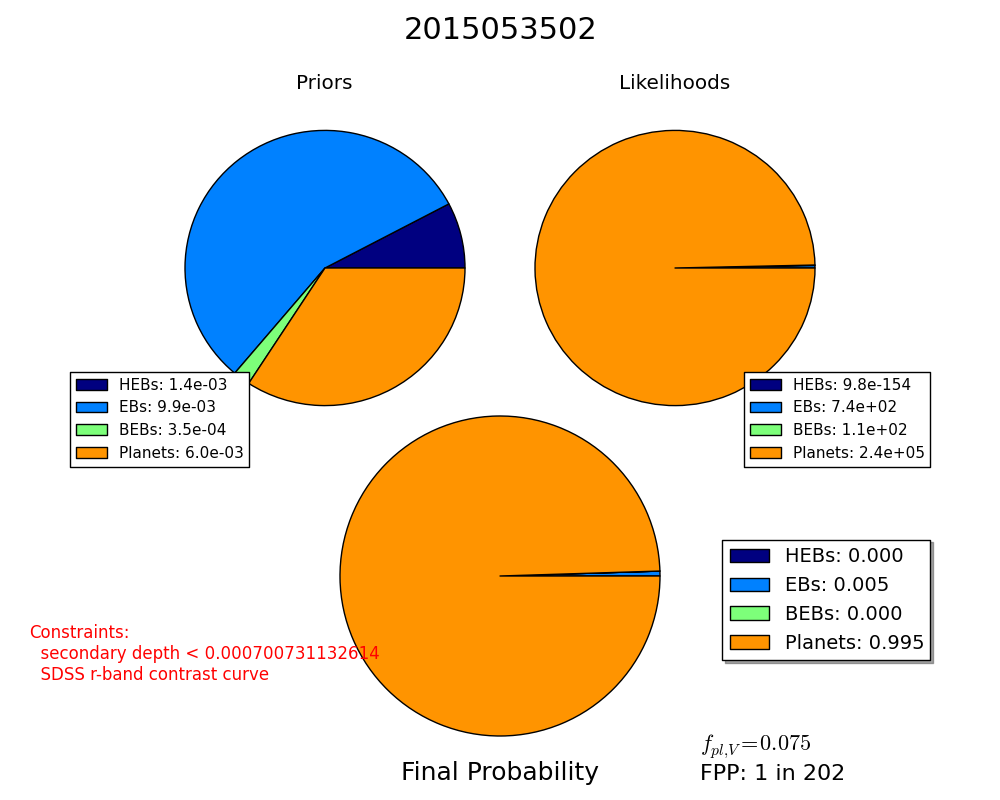 2015053502
Priors
Likelihoods
HEBs: 1.4e-03
EBs: 9.9e-03
BEBs: 3.5e-04
Planets: 6.0e-03
HEBs: 9.8e-154
EBs: 7.4e+02
BEBs: 1.1e+02
Planets: 2.4e+05
HEBs: 0.000
EBs: 0.005
BEBs: 0.000
Planets: 0.995
Constraints:
secondary depth < 0.000700731132614
SDSS r-band contrast curve
f_{pl,V}=0.075
Final Probability
FPP: 1 in 202